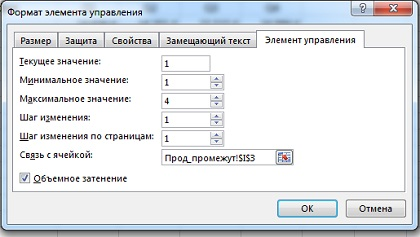 Формат элемента управления
Размер Защита Свойства Замещающий текст Элемент управления
Текущее значение: 1
Минимальное значение: 1
Максимальное значение: 4
Шаг изменения: 1
Шаг изменения по страницам: 1
Связь с ячейкой: Прод_промежут!$I$3
Объемное затенение
ОК Отмена